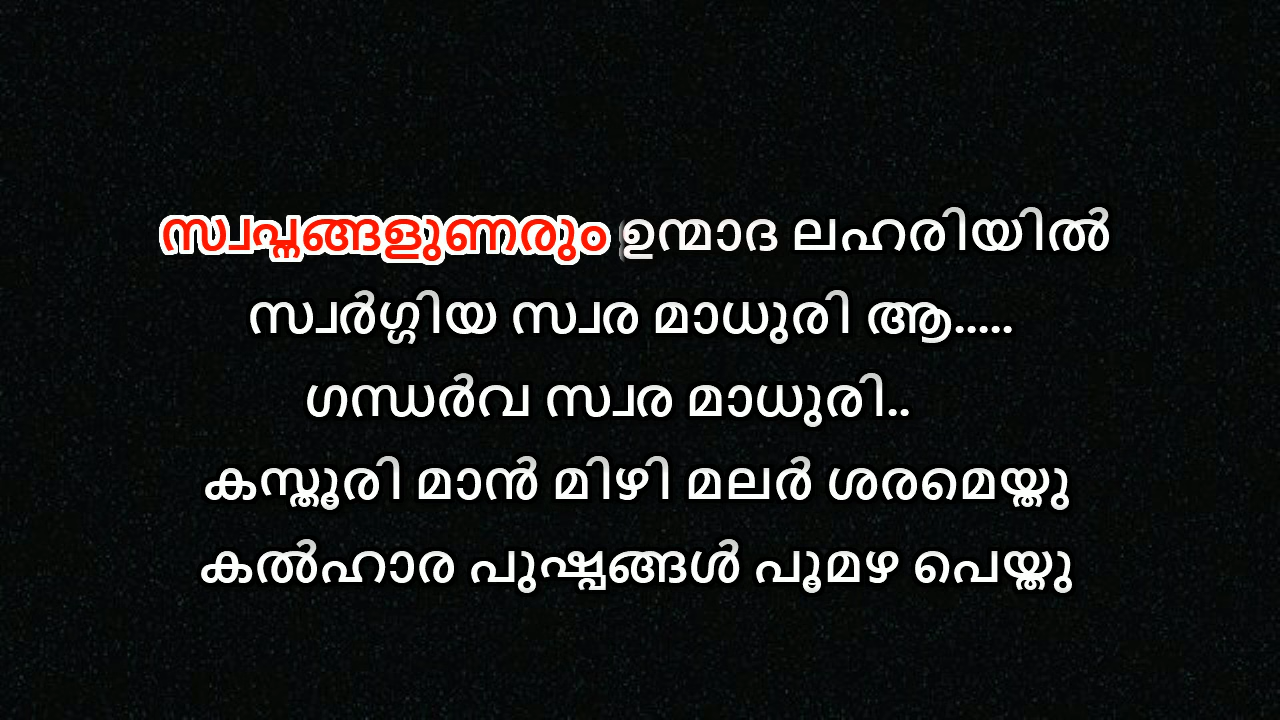 സ്വപ്നങ്ങളുണരും ഉന്മാദ ലഹരിയിൽ
സ്വർഗ്ഗിയ സ്വര മാധുരി ആ.....
ഗന്ധർവ സ്വര മാധുരി..
കസ്തൂരി മാൻ മിഴി മലർ ശരമെയ്തു
കൽഹാര പുഷ്പങ്ങൾ പൂമഴ പെയ്തു